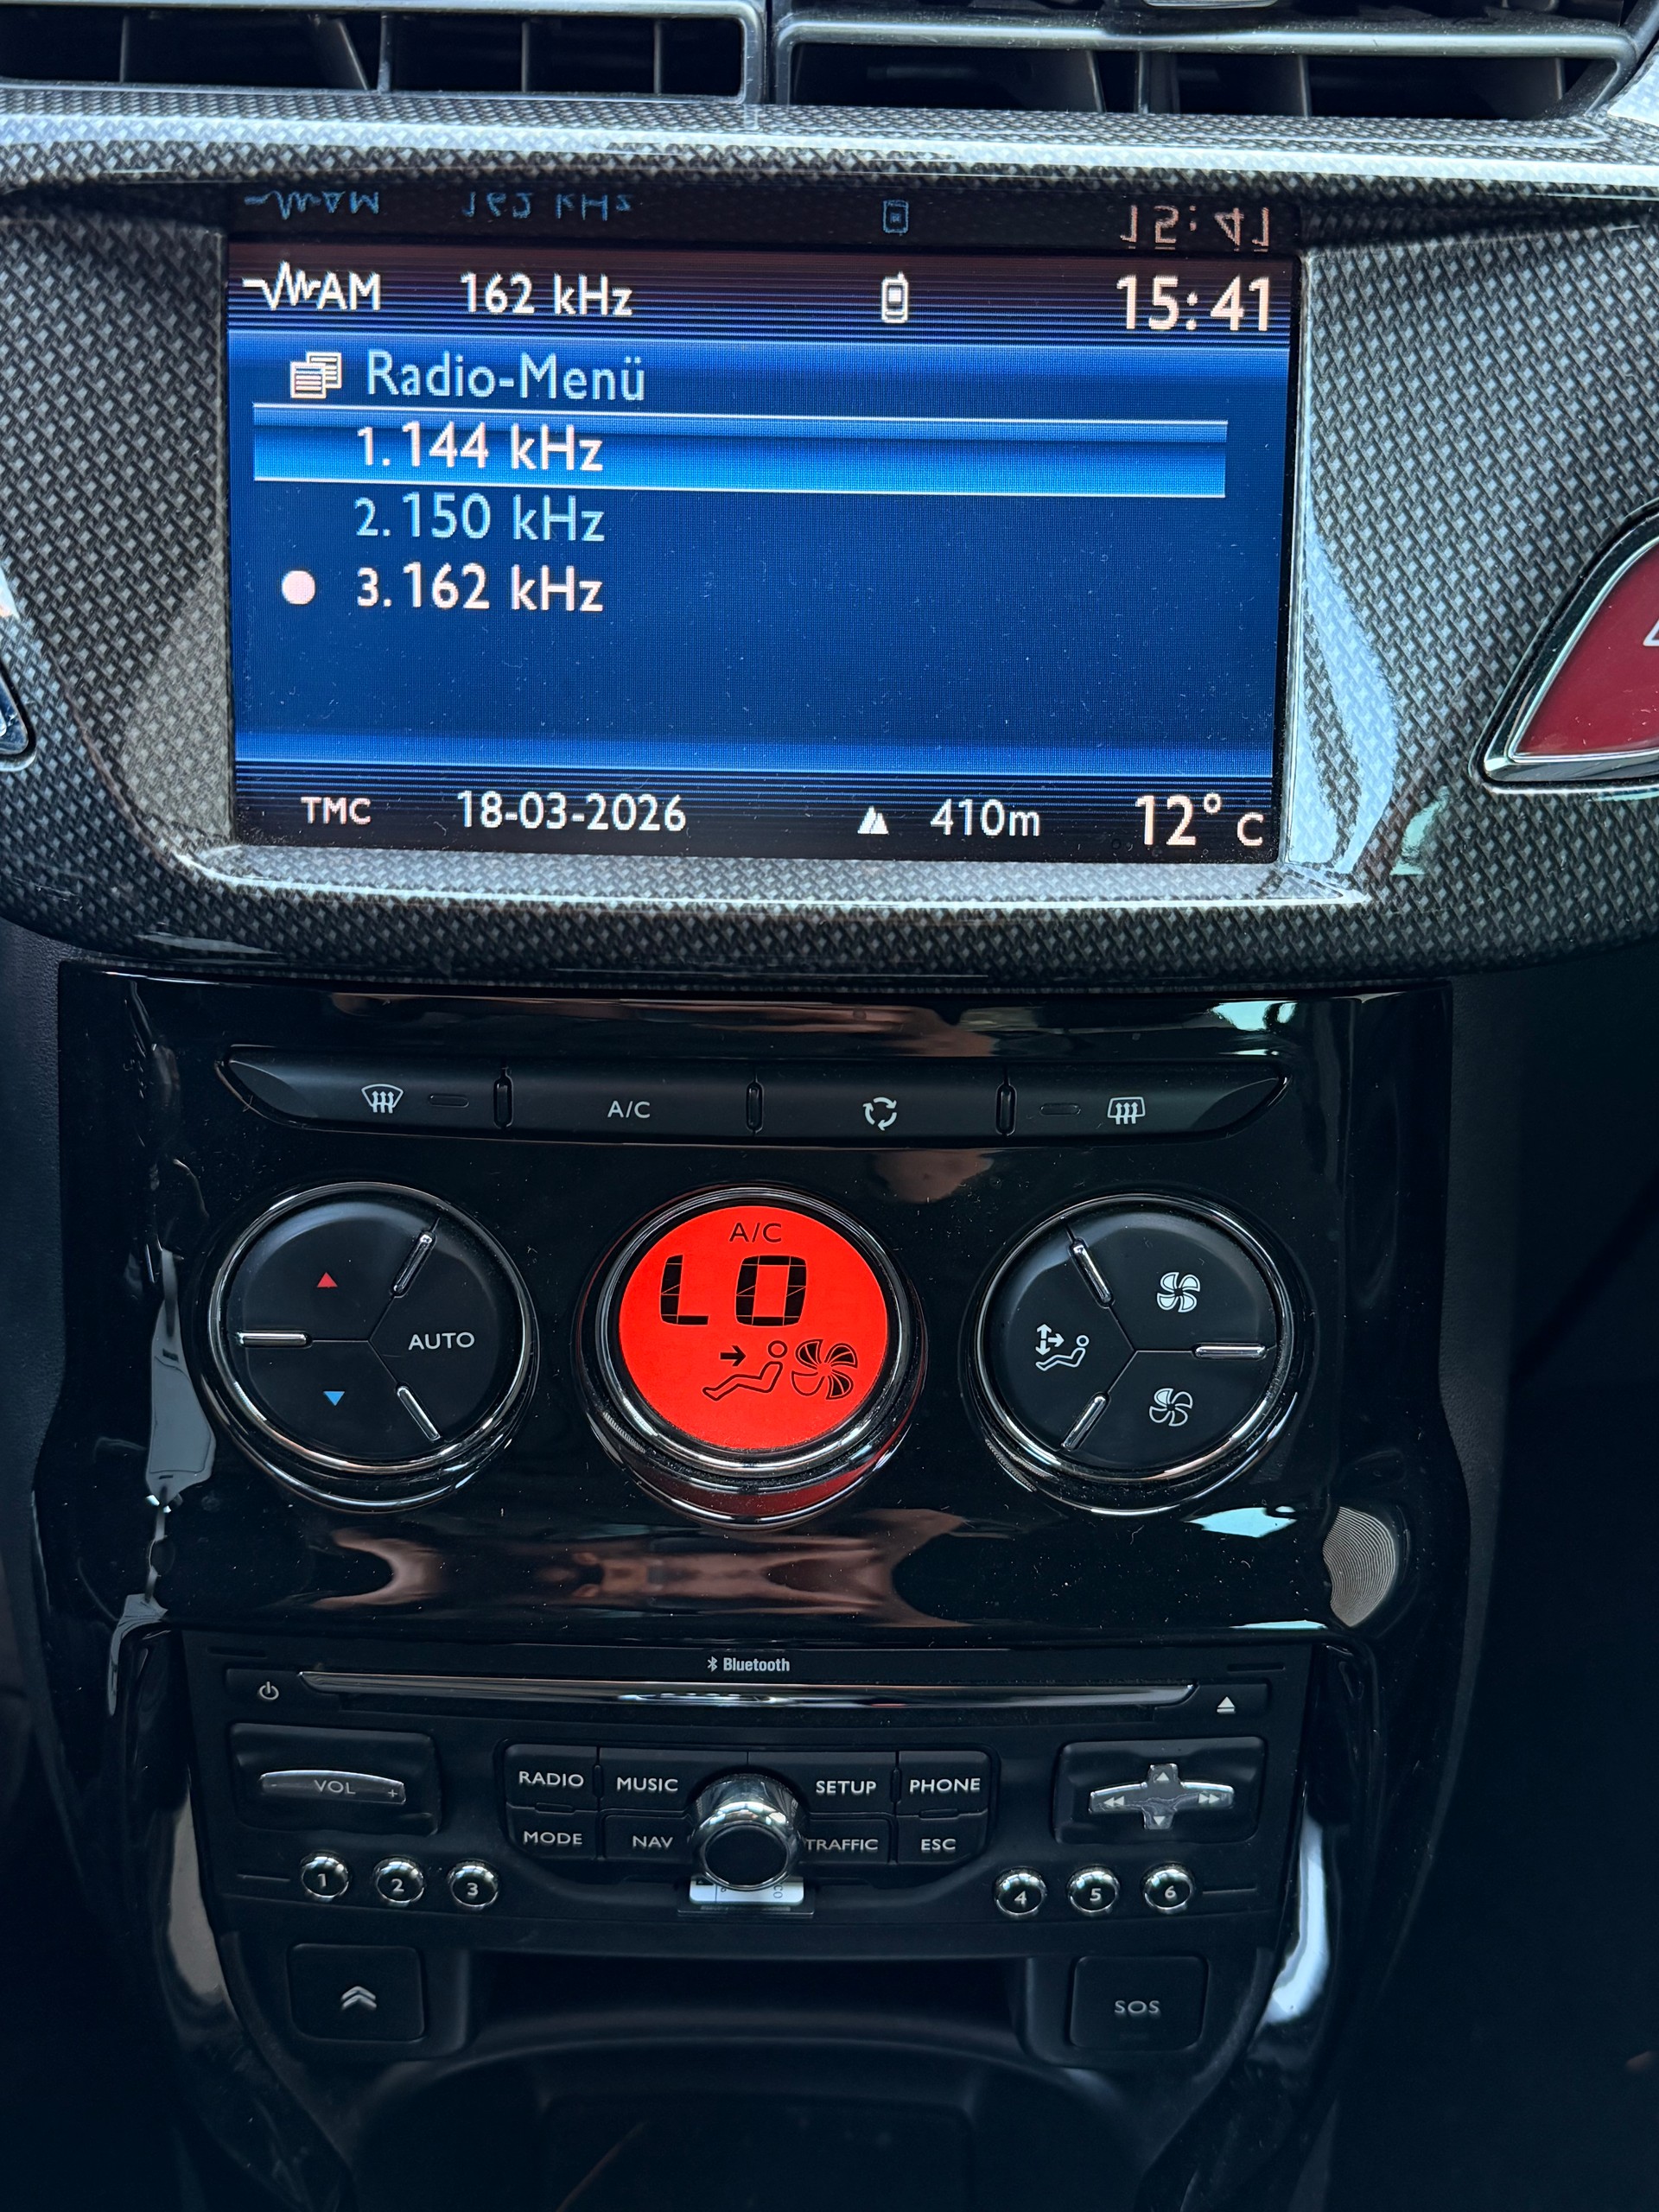 AM 162 kHz 15:41
Radio-Menü
1. 144 kHz
2. 150 kHz
3. 162 kHz
TMC 18-03-2026 410m 12° C
A/C
AUTO
A/C
LO
Bluetooth
VOL +
RADIO MUSIC SETUP PHONE
MODE NAV TRAFFIC ESC
1 2 3 4 5 6
SOS